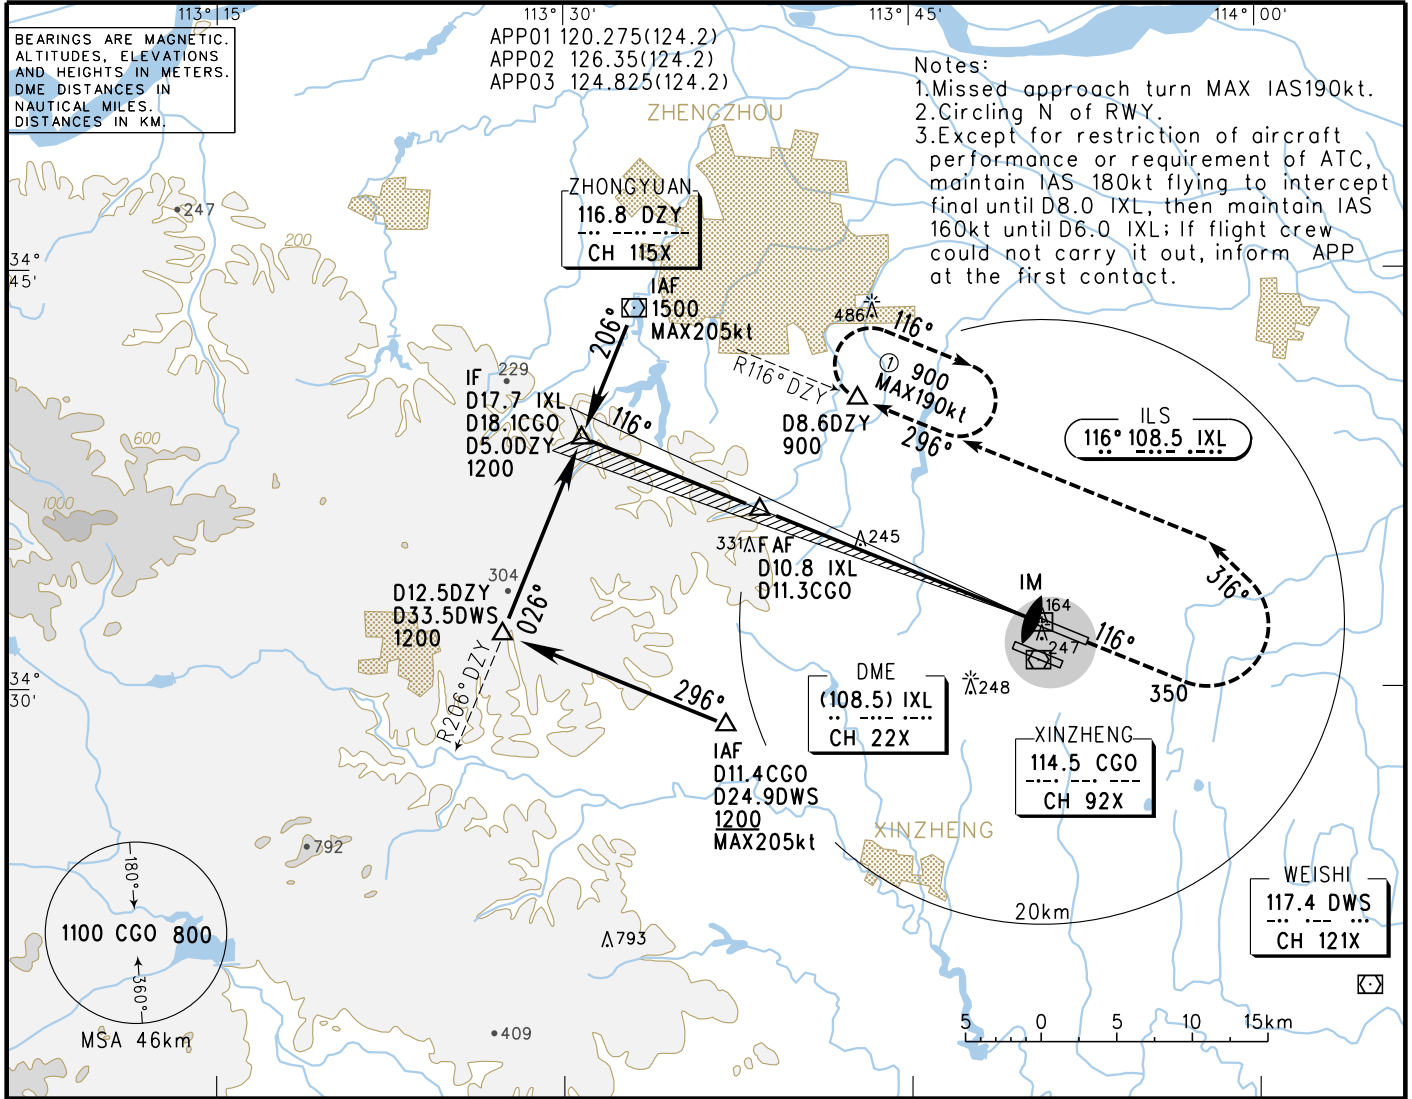 113° 15'
113° 30'
113° 45'
114° 00'
BEARINGS ARE MAGNETIC.
ALTITUDES, ELEVATIONS
AND HEIGHTS IN METERS.
DME DISTANCES IN
NAUTICAL MILES.
DISTANCES IN KM.
APP01 120.275(124.2)
APP02 126.35(124.2)
APP03 124.825(124.2)
Notes:
1.Missed approach turn MAX IAS190kt.
2.Circling N of RWY.
3.Except for restriction of aircraft
performance or requirement of ATC,
maintain IAS 180kt flying to intercept
final until D8.0 IXL, then maintain IAS
160kt until D6.0 IXL; If flight crew
could not carry it out, inform APP
at the first contact.
ZHENGZHOU
ZHONGYUAN
116.8 DZY
-·· --·· -·--
CH 115X
247
200
34°
45'
IAF
1500
MAX205kt
206°
486
116°
1
900
MAX190kt
296°
R116° DZY
D8.6DZY
900
229
IF
D17.7 IXL
D18.1CGO
D5.0DZY
1200
116°
ILS
116° 108.5 IXL
·· -··- ·-··
600
1000
331
FAF
D10.8 IXL
D11.3CGO
245
304
D12.5DZY
D33.5DWS
1200
026°
R206° DZY
IM
164
247
116°
316°
350
34°
30'
296°
248
DME
(108.5) IXL
·· -··- ·-··
CH 22X
XINZHENG
114.5 CGO
-·-· --· ---
CH 92X
IAF
D11.4CGO
D24.9DWS
1200
MAX205kt
XINZHENG
792
180°
1100 CGO 800
360°
MSA 46km
793
409
20km
WEISHI
117.4 DWS
-·· ·-- ···
CH 121X
5 0 5 10 15km